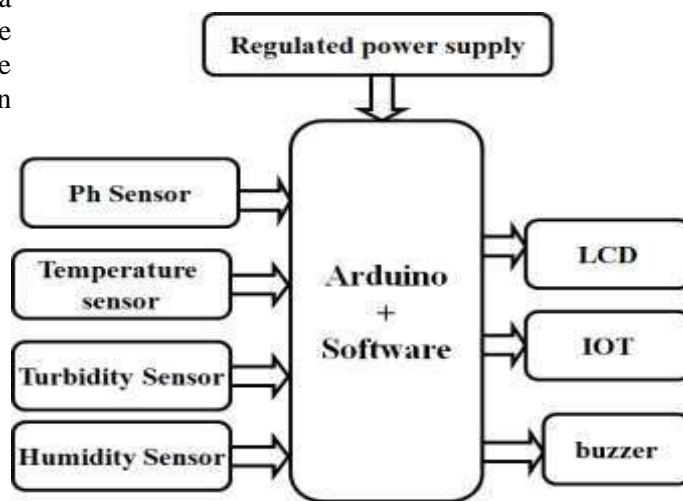 a
e
e
n
Regulated power supply
Ph Sensor
Temperature
sensor
Turbidity Sensor
Humidity Sensor
Arduino
+
Software
LCD
IOT
buzzer